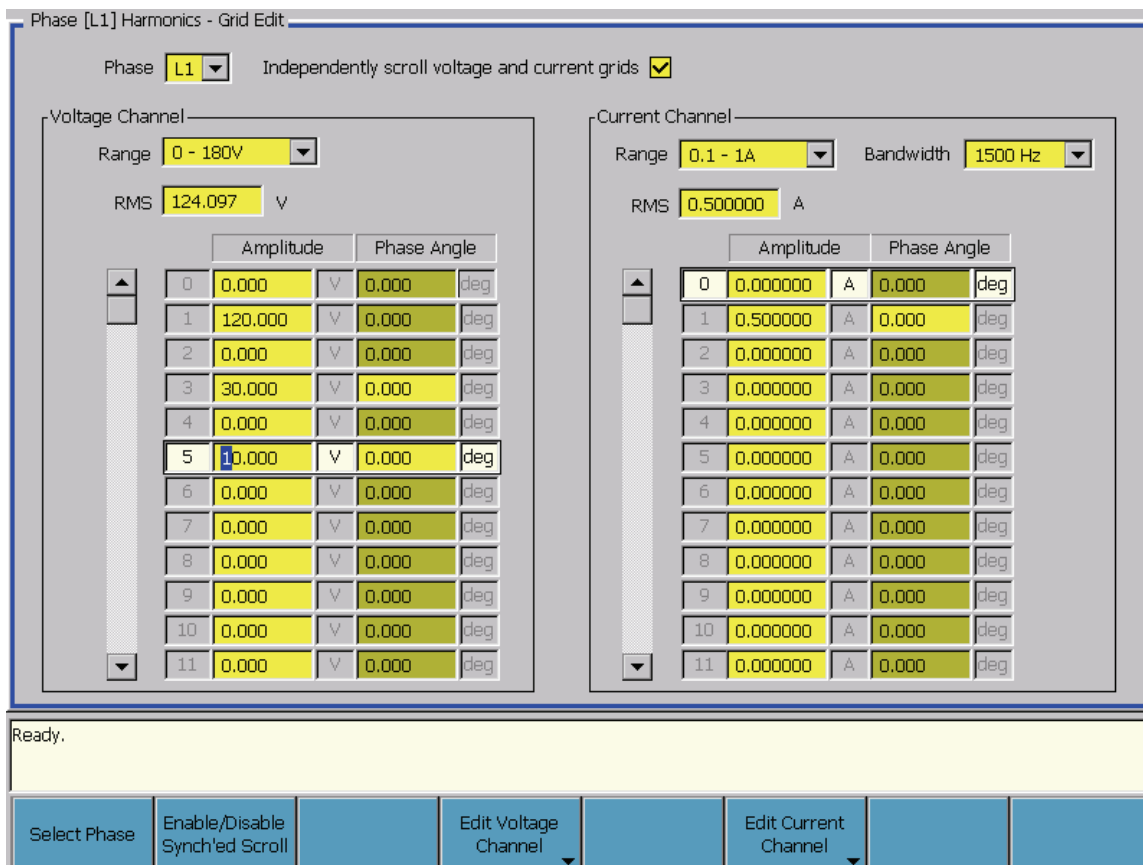 Phase [L1] Harmonics - Grid Edit
Phase L1 Independently scroll voltage and current grids
Voltage Channel
Range 0 - 180V
RMS 124.097 V
Amplitude Phase Angle
0 0.000 V 0.000 deg
1 120.000 V 0.000 deg
2 0.000 V 0.000 deg
3 30.000 V 0.000 deg
4 0.000 V 0.000 deg
5 10.000 V 0.000 deg
6 0.000 V 0.000 deg
7 0.000 V 0.000 deg
8 0.000 V 0.000 deg
9 0.000 V 0.000 deg
10 0.000 V 0.000 deg
11 0.000 V 0.000 deg
Current Channel
Range 0.1 - 1A Bandwidth 1500 Hz
RMS 0.500000 A
Amplitude Phase Angle
0 0.000000 A 0.000 deg
1 0.500000 A 0.000 deg
2 0.000000 A 0.000 deg
3 0.000000 A 0.000 deg
4 0.000000 A 0.000 deg
5 0.000000 A 0.000 deg
6 0.000000 A 0.000 deg
7 0.000000 A 0.000 deg
8 0.000000 A 0.000 deg
9 0.000000 A 0.000 deg
10 0.000000 A 0.000 deg
11 0.000000 A 0.000 deg
Ready.
Select Phase
Enable/Disable
Synch'ed Scroll
Edit Voltage
Channel
Edit Current
Channel